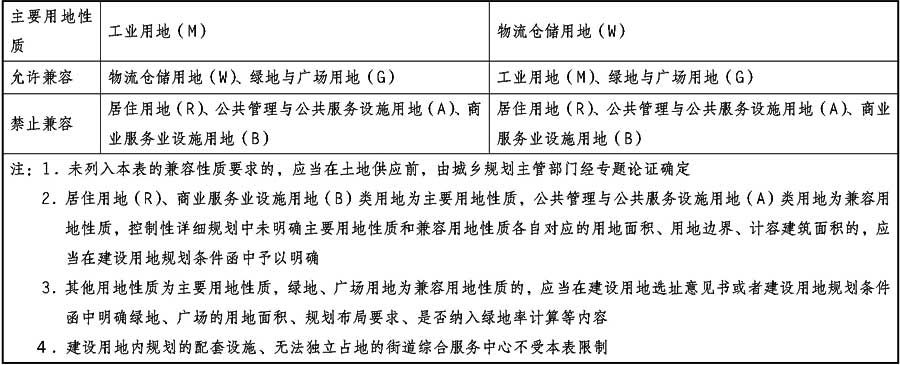 主要用地性质 工业用地（M） 物流仓储用地（W）
允许兼容 物流仓储用地（W）、绿地与广场用地（G） 工业用地（M）、绿地与广场用地（G）
禁止兼容 居住用地（R）、公共管理与公共服务设施用地（A）、商业服务业设施用地（B） 居住用地（R）、公共管理与公共服务设施用地（A）、商业服务业设施用地（B）
注：1．未列入本表的兼容性质要求的，应当在土地供应前，由城乡规划主管部门经专题论证确定
2．居住用地（R）、商业服务业设施用地（B）类用地为主要用地性质，公共管理与公共服务设施用地（A）类用地为兼容用
地性质，控制性详细规划中未明确主要用地性质和兼容用地性质各自对应的用地面积、用地边界、计容建筑面积的，应
当在建设用地规划条件函中予以明确
3．其他用地性质为主要用地性质，绿地、广场用地为兼容用地性质的，应当在建设用地选址意见书或者建设用地规划条件
函中明确绿地、广场的用地面积、规划布局要求、是否纳入绿地率计算等内容
4．建设用地内规划的配套设施、无法独立占地的街道综合服务中心不受本表限制